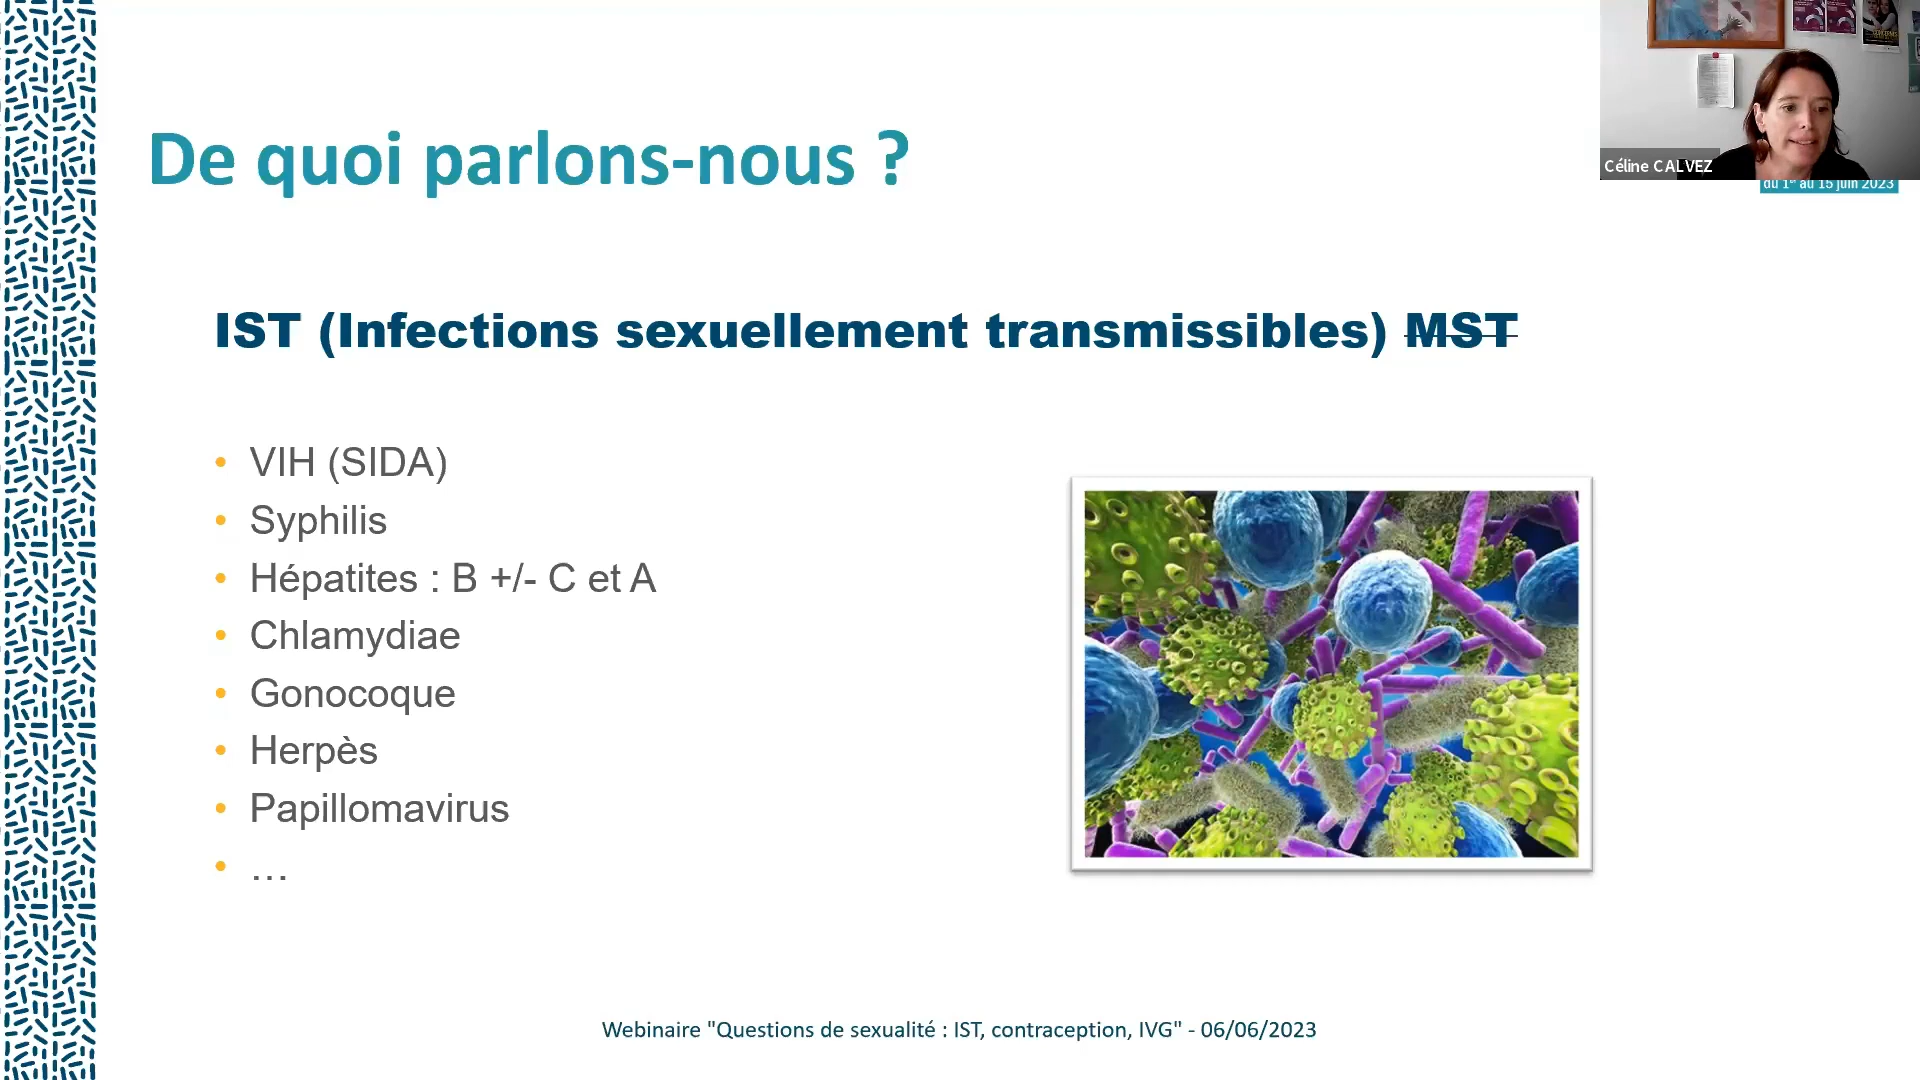 De quoi parlons-nous ?
Céline CALVEZ
du 1er au 15 juin 2023
IST (Infections sexuellement transmissibles) MST
• VIH (SIDA)
• Syphilis
• Hépatites : B +/- C et A
• Chlamydiae
• Gonocoque
• Herpès
• Papillomavirus
• ...
Webinaire "Questions de sexualité : IST, contraception, IVG" - 06/06/2023